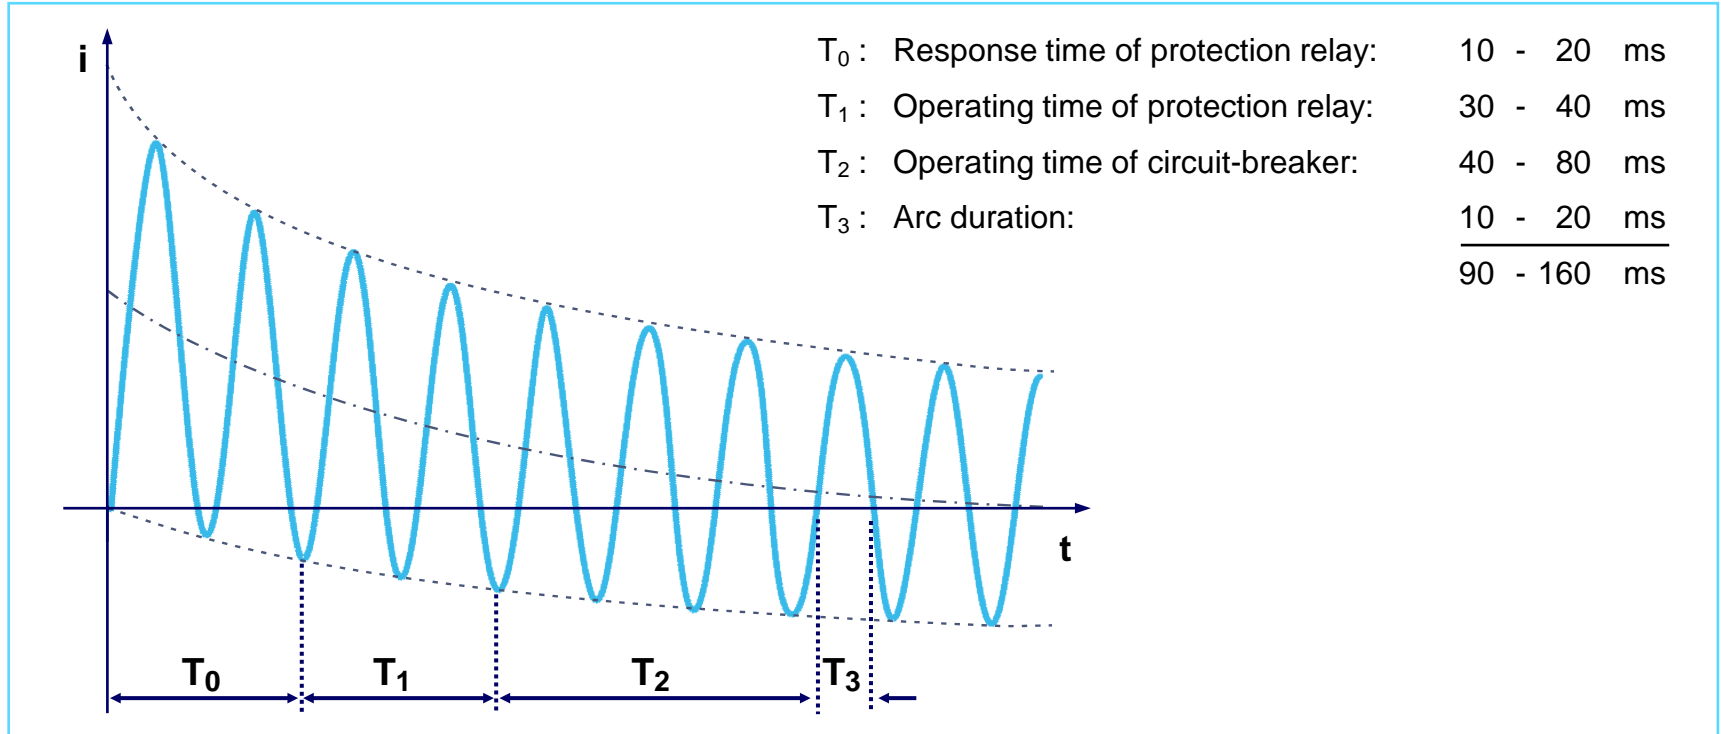 i
T₀ : Response time of protection relay: 10 - 20 ms
T₁ : Operating time of protection relay: 30 - 40 ms
T₂ : Operating time of circuit-breaker: 40 - 80 ms
T₃ : Arc duration: 10 - 20 ms
90 - 160 ms
t
T₀ T₁ T₂ T₃